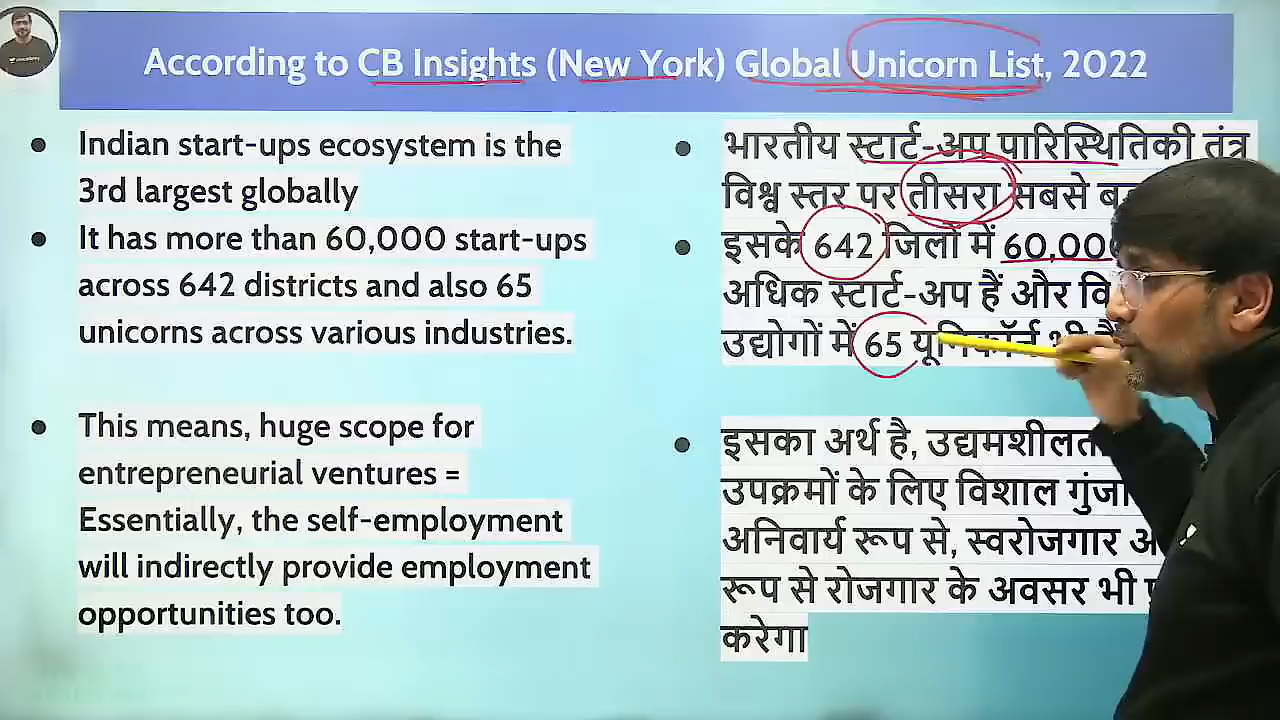 According to CB Insights (New York) Global Unicorn List, 2022
Indian start-ups ecosystem is the
3rd largest globally
It has more than 60,000 start-ups
across 642 districts and also 65
unicorns across various industries.
This means, huge scope for
entrepreneurial ventures =
Essentially, the self-employment
will indirectly provide employment
opportunities too.
भारतीय स्टार्ट-अप पारिस्थितिकी तंत्र
विश्व स्तर पर तीसरा सबसे
इसके 642 जिलों में 60,000
अधिक स्टार्ट-अप हैं और
उद्योगों में 65 यूनिकॉर्न भी हैं
इसका अर्थ है,
उपक्रमों के लिए विशाल
अनिवार्य रूप से, स्वरोजगार
रूप से रोजगार के अवसर भी
करेगा